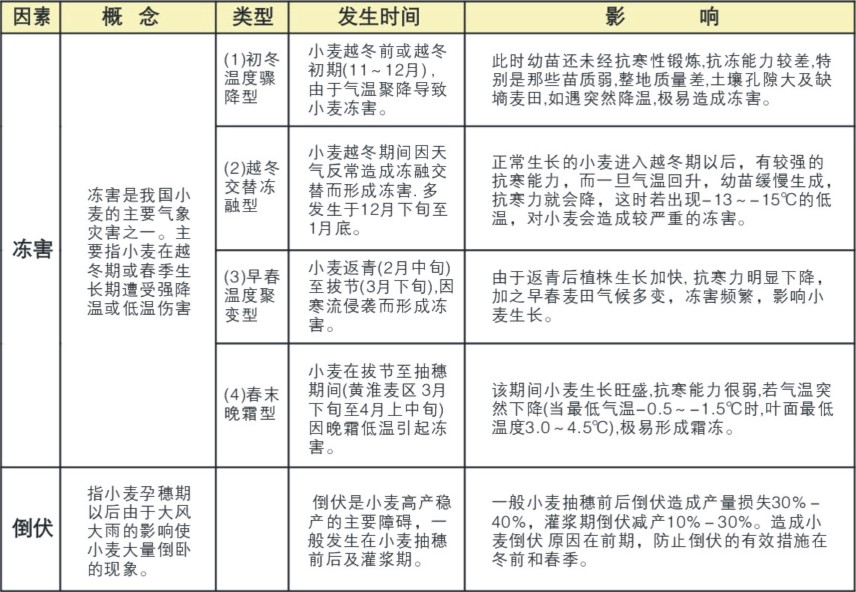 因素 概 念 类型 发生时间 影 响
冻害
冻害是我国小
麦的主要气象
灾害之一。主
要指小麦在越
冬期或春季生
长期遭受强降
温或低温伤害
(1)初冬
温度骤
降型
小麦越冬前或越冬
初期(11～12月)，
由于气温聚降导致
小麦冻害。
此时幼苗还未经抗寒性锻炼,抗冻能力较差,特
别是那些苗质弱,整地质量差,土壤孔隙大及缺
墒麦田,如遇突然降温,极易造成冻害。
(2)越冬
交替冻
融型
小麦越冬期间因天
气反常造成冻融交
替而形成冻害.多
发生于12月下旬至
1月底。
正常生长的小麦进入越冬期以后，有较强的
抗寒能力，而一旦气温回升，幼苗缓慢生成，
抗寒力就会降，这时若出现-13～-15℃的低
温，对小麦会造成较严重的冻害。
(3)早春
温度聚
变型
小麦返青(2月中旬)
至拔节(3月下旬),因
寒流侵袭而形成冻
害。
由于返青后植株生长加快, 抗寒力明显下降，
加之早春麦田气候多变，冻害频繁，影响小
麦生长。
(4)春末
晚霜型
小麦在拔节至抽穗
期间(黄淮麦区 3月
下旬至4月上中旬)
因晚霜低温引起冻
害。
该期间小麦生长旺盛,抗寒能力很弱,若气温突
然下降(当最低气温-0.5～-1.5℃时,叶面最低
温度3.0～4.5℃),极易形成霜冻。
倒伏
指小麦孕穗期
以后由于大风
大雨的影响使
小麦大量倒卧
的现象。
倒伏是小麦高产稳
产的主要障碍，一
般发生在小麦抽穗
前后及灌浆期。
一般小麦抽穗前后倒伏造成产量损失30%-
40%，灌浆期倒伏减产10%-30%。造成小
麦倒伏 原因在前期，防止倒伏的有效措施在
冬前和春季。